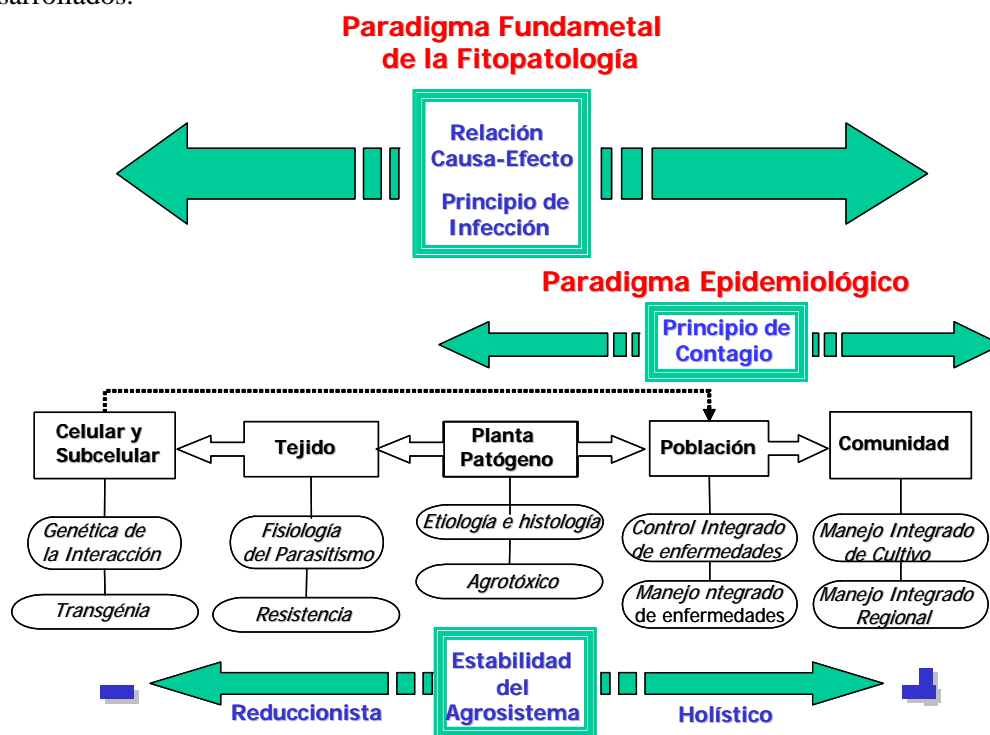 sarrollados.
Paradigma Fundametal
de la Fitopatología
Relación
Causa-Efecto
Principio de
Infección
Paradigma Epidemiológico
Principio de
Contagio
Celular y
Subcelular
Tejido
Planta
Patógeno
Población
Comunidad
Genética de
la Interacción
Fisiología
del Parasitismo
Etiología e histología
Control Integrado
de enfermedades
Manejo Integrado
de Cultivo
Transgénia
Resistencia
Agrotóxico
Manejo ntegrado
de enfermedades
Manejo Integrado
Regional
Estabilidad
del
Agrosistema
Reduccionista
Holístico